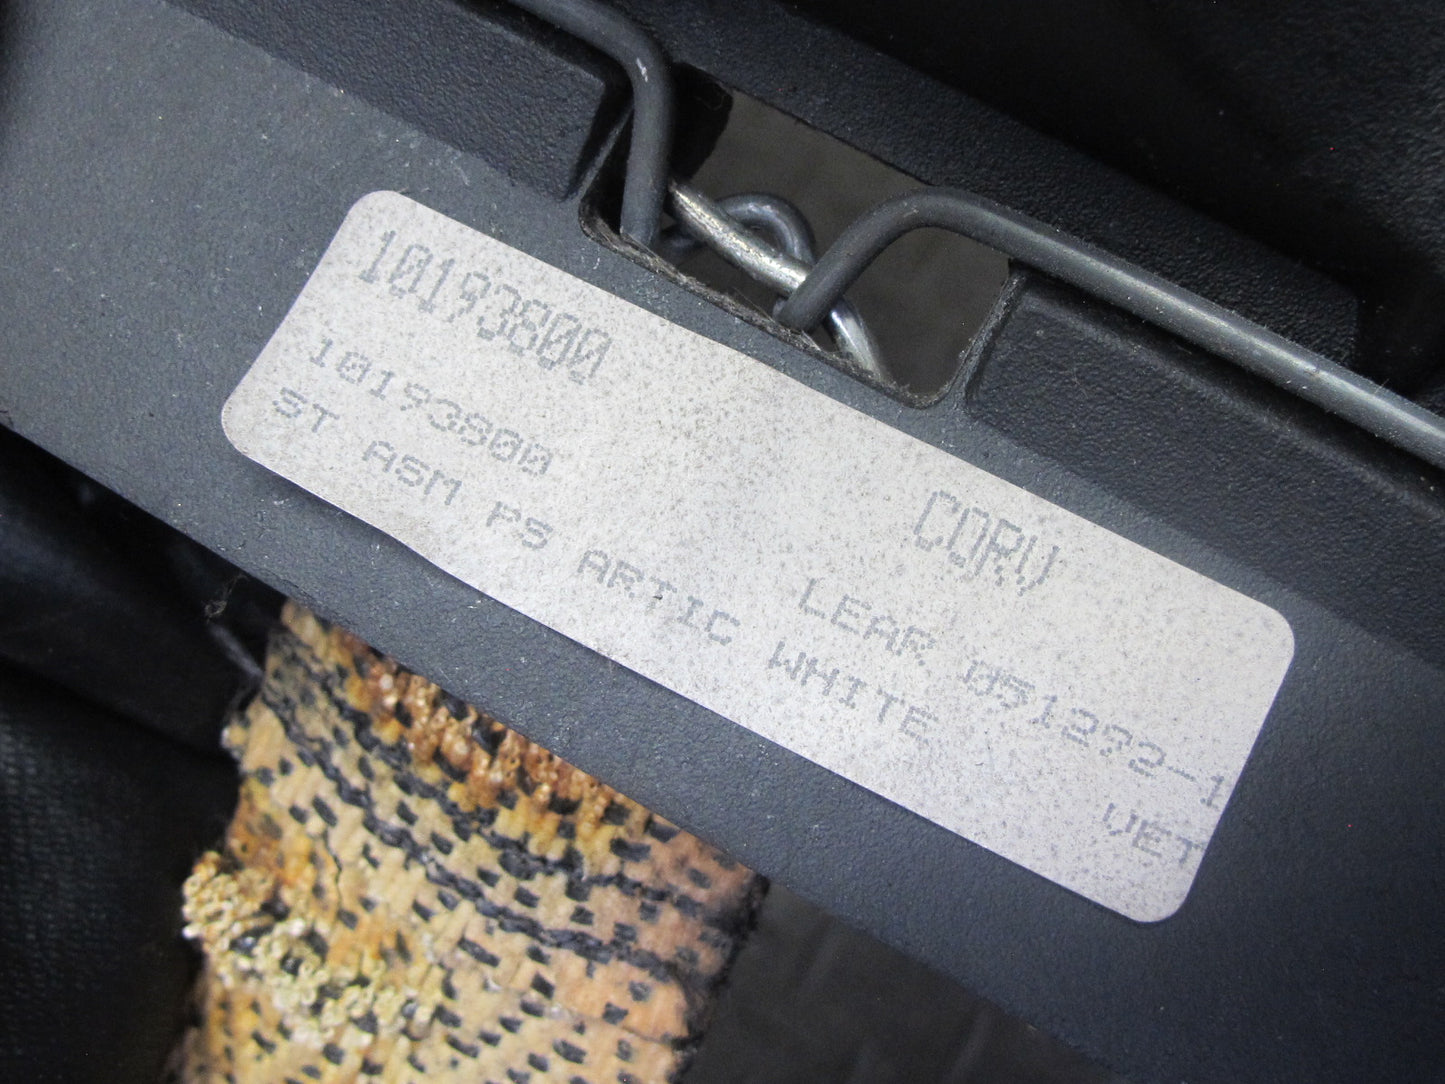 10193800 CORV
10193800 LEAR 051292-1
ST ASM PS ARTIC WHITE VET